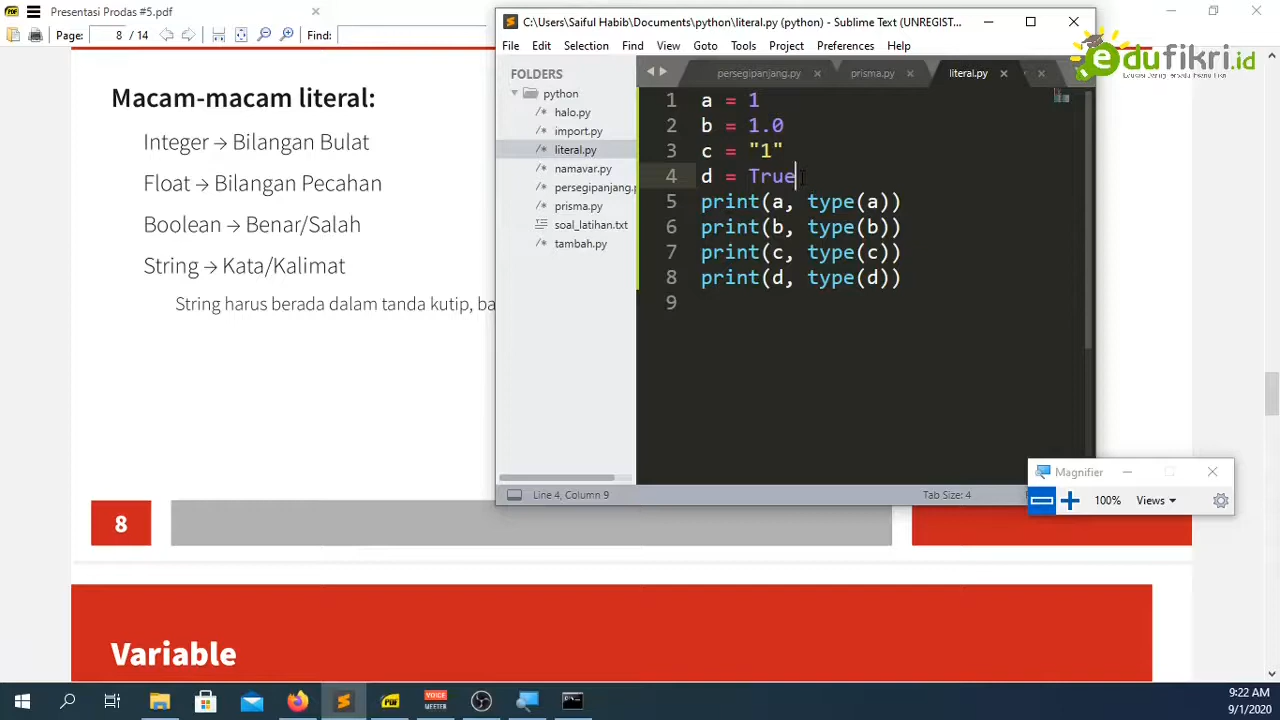 Presentasi Prodas #5.pdf
Page: 8 / 14 Find:
Macam-macam literal:
Integer → Bilangan Bulat
Float → Bilangan Pecahan
Boolean → Benar/Salah
String → Kata/Kalimat
String harus berada dalam tanda kutip, ba
8
Variable
C:\Users\Saiful Habib\Documents\python\literal.py (python) - Sublime Text (UNREGIST...
File Edit Selection Find View Goto Tools Project Preferences Help
edufikri.id
FOLDERS
python
halo.py
import.py
literal.py
namavar.py
persegipanjang.p
prisma.py
soal_latihan.txt
tambah.py
persegipanjang.py prisma.py literal.py
1 a = 1
2 b = 1.0
3 c = "1"
4 d = True
5 print(a, type(a))
6 print(b, type(b))
7 print(c, type(c))
8 print(d, type(d))
9
Line 4, Column 9 Tab Size: 4
Magnifier
100% Views
PDF
VOICE
MEETER
9:22 AM
9/1/2020